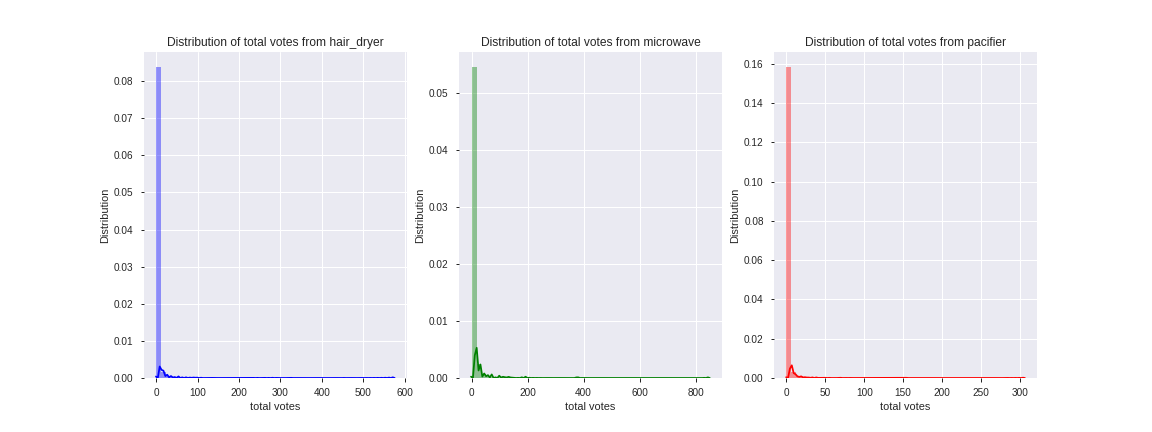 Distribution of total votes from hair_dryer
0.08
0.07
0.06
0.05
0.04
0.03
0.02
0.01
0.00
Distribution
0 100 200 300 400 500 600
total votes
Distribution of total votes from microwave
0.05
0.04
0.03
0.02
0.01
0.00
Distribution
0 200 400 600 800
total votes
Distribution of total votes from pacifier
0.16
0.14
0.12
0.10
0.08
0.06
0.04
0.02
0.00
Distribution
0 50 100 150 200 250 300
total votes